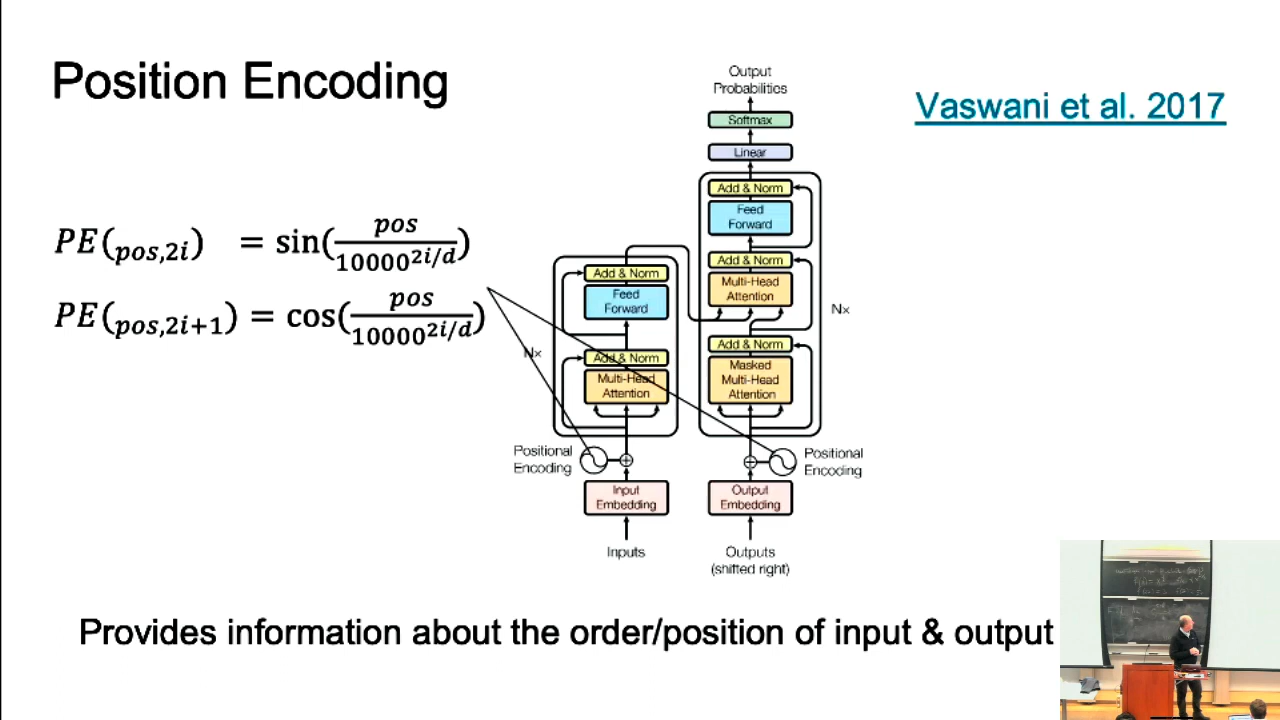 Position Encoding
Vaswani et al. 2017
PE(pos,2i) = sin(pos/10000^2i/d)
PE(pos,2i+1) = cos(pos/10000^2i/d)
Output
Probabilities
Softmax
Linear
Add & Norm
Feed
Forward
Add & Norm
Multi-Head
Attention
Add & Norm
Masked
Multi-Head
Attention
Nx
Add & Norm
Feed
Forward
Nx
Add & Norm
Multi-Head
Attention
Positional
Encoding
Positional
Encoding
Input
Embedding
Output
Embedding
Inputs
Outputs
(shifted right)
Provides information about the order/position of input & output